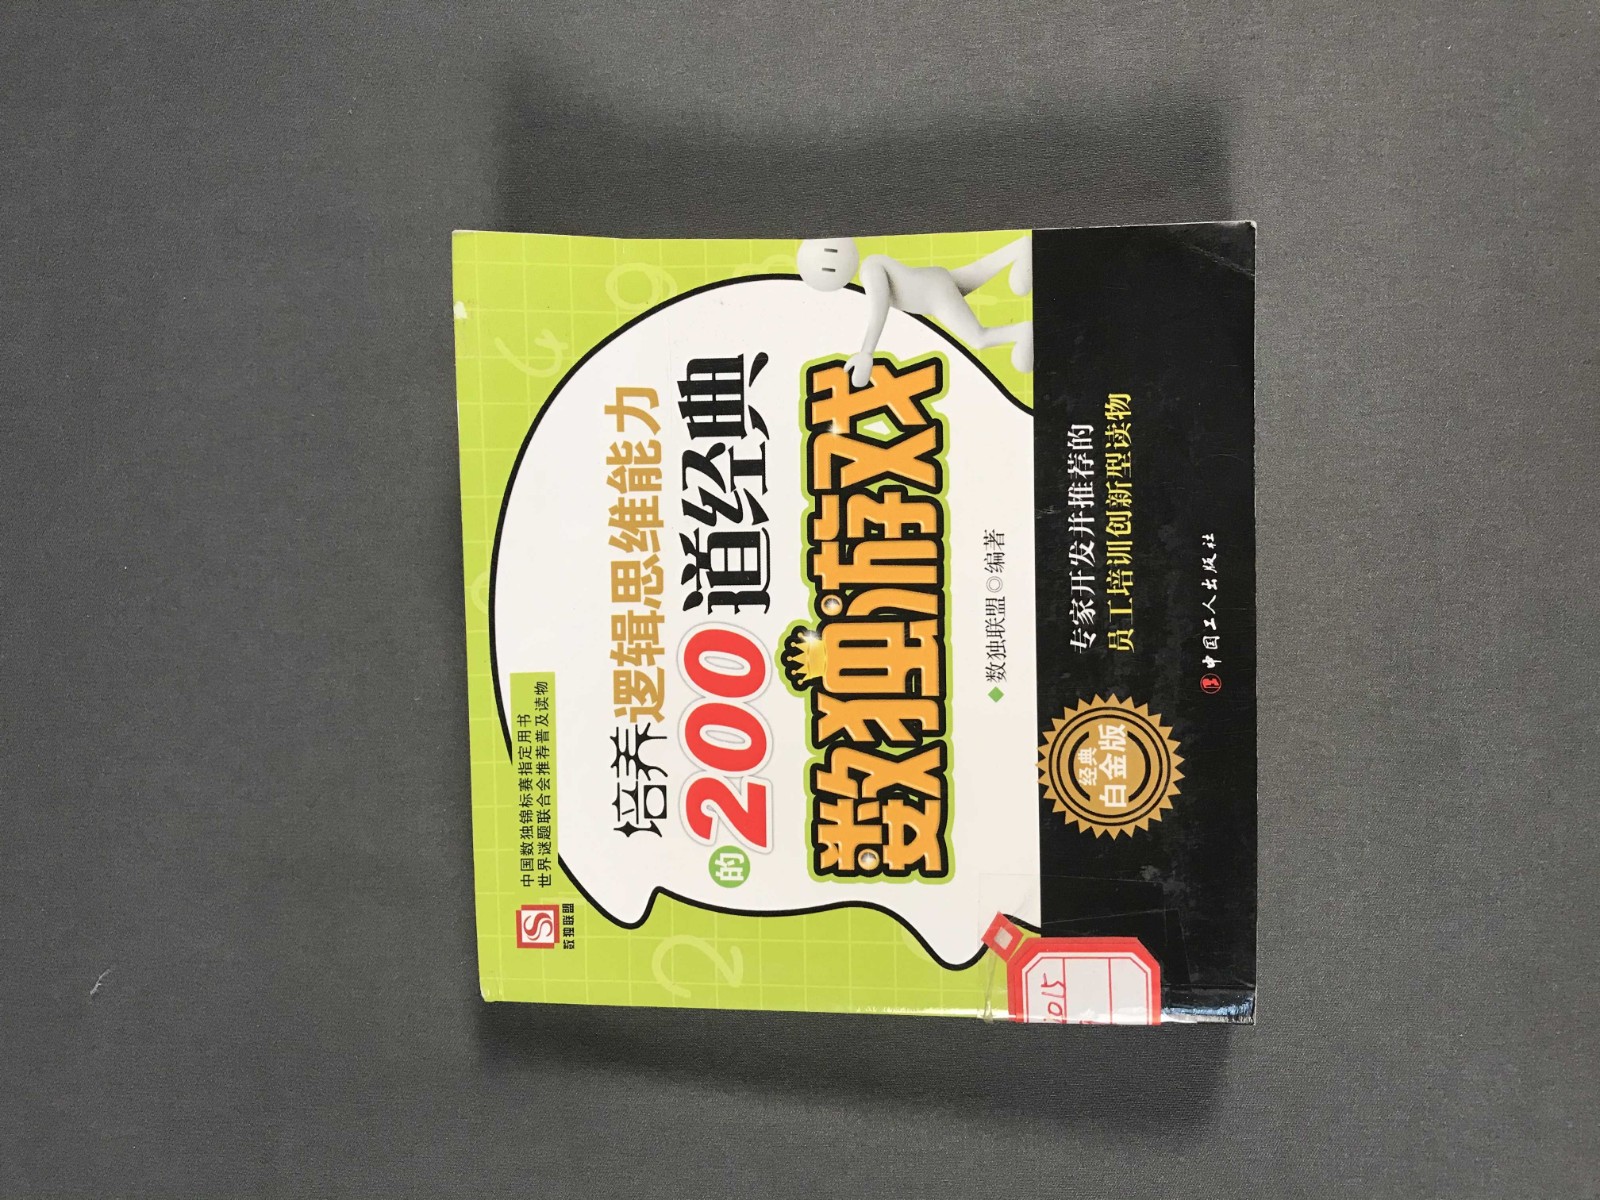 中国数独锦标赛指定用书
世界谜题联合会推荐普及读物
数独联盟
培养逻辑思维能力
的200道经典
数独游戏
数独联盟◎编著
专家开发并推荐的
员工培训创新型读物
经典
白金版
中国工人出版社